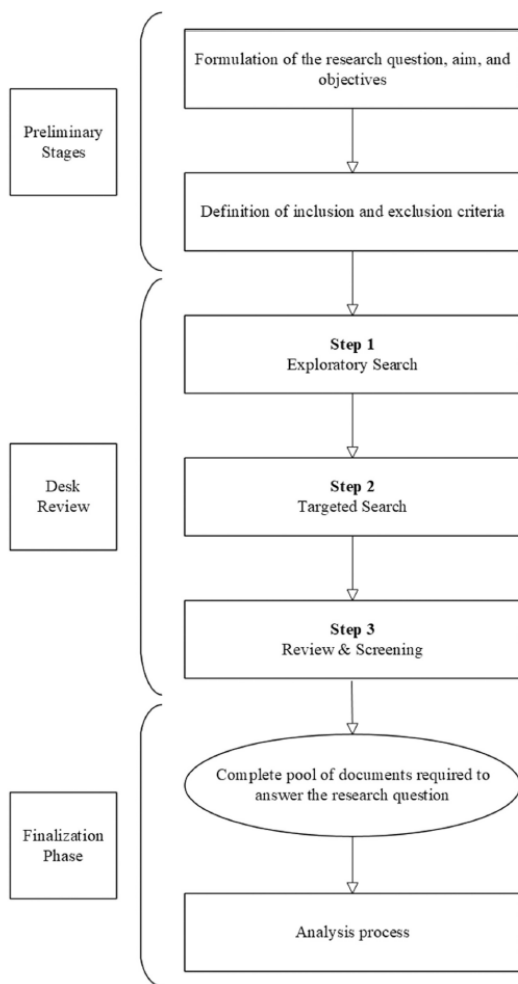 Preliminary
Stages
Formulation of the research question, aim, and
objectives
Definition of inclusion and exclusion criteria
Desk
Review
Step 1
Exploratory Search
Step 2
Targeted Search
Step 3
Review & Screening
Finalization
Phase
Complete pool of documents required to
answer the research question
Analysis process